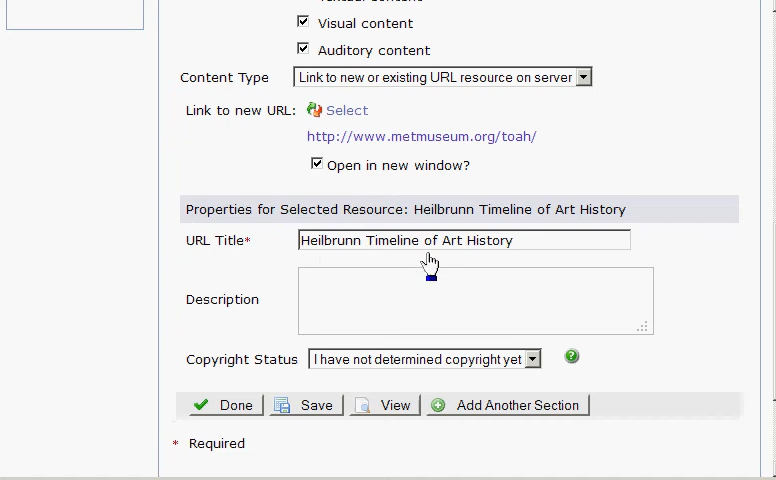 Visual content
Auditory content
Content Type Link to new or existing URL resource on server
Link to new URL: Select
http://www.metmuseum.org/toah/
Open in new window?
Properties for Selected Resource: Heilbrunn Timeline of Art History
URL Title* Heilbrunn Timeline of Art History
Description
Copyright Status I have not determined copyright yet ?
Done Save View Add Another Section
* Required